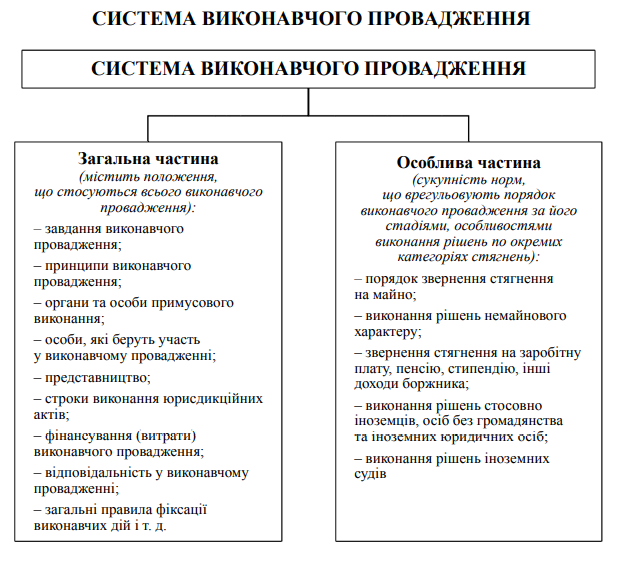 СИСТЕМА ВИКОНАВЧОГО ПРОВАДЖЕННЯ
СИСТЕМА ВИКОНАВЧОГО ПРОВАДЖЕННЯ
Загальна частина
(містить положення,
що стосуються всього виконавчого
провадження):
– завдання виконавчого
провадження;
– принципи виконавчого
провадження;
– органи та особи примусового
виконання;
– особи, які беруть участь
у виконавчому провадженні;
– представництво;
– строки виконання юрисдикційних
актів;
– фінансування (витрати)
виконавчого провадження;
– відповідальність у виконавчому
провадженні;
– загальні правила фіксації
виконавчих дій і т. д.
Особлива частина
(сукупність норм,
що врегульовують порядок
виконавчого провадження за його
стадіями, особливостями
виконання рішень по окремих
категоріях стягнень):
– порядок звернення стягнення
на майно;
– виконання рішень немайнового
характеру;
– звернення стягнення на заробітну
плату, пенсію, стипендію, інші
доходи боржника;
– виконання рішень стосовно
іноземців, осіб без громадянства
та іноземних юридичних осіб;
– виконання рішень іноземних
судів